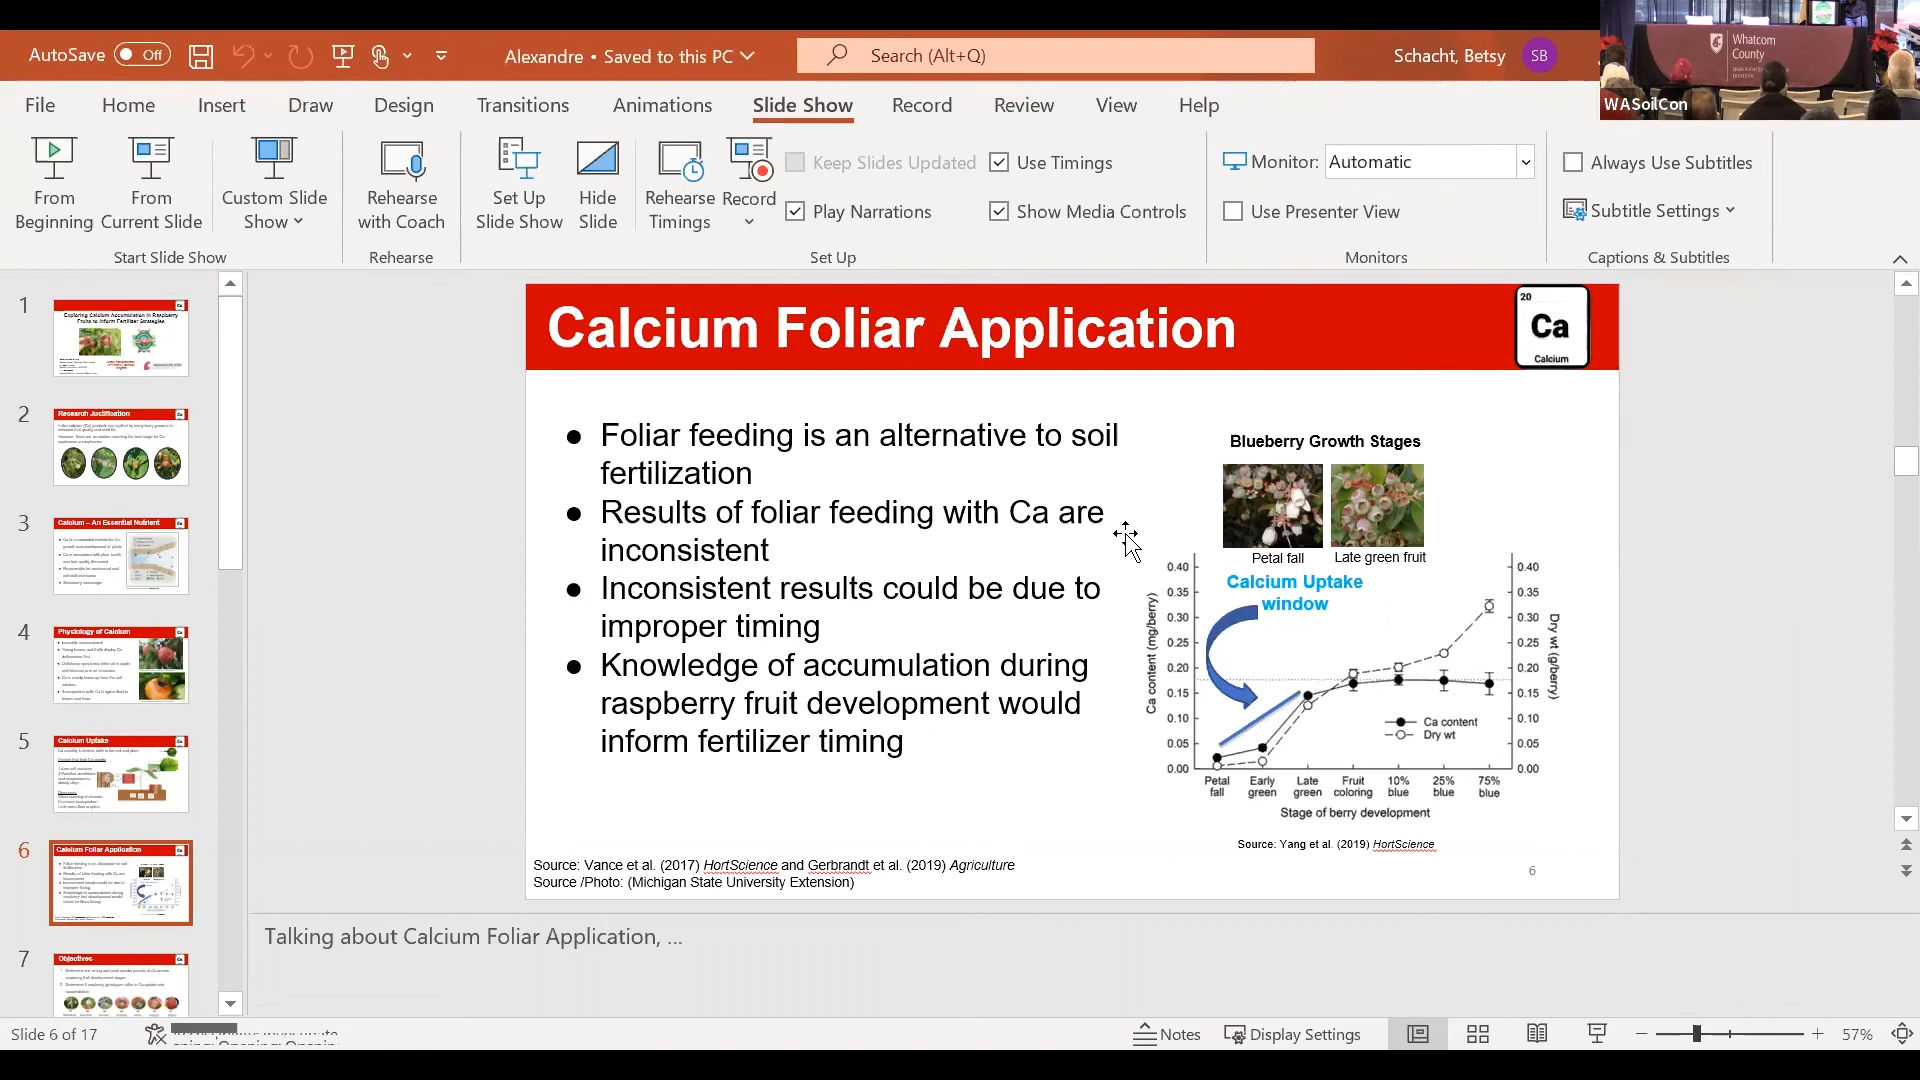 AutoSave Off
Alexandre • Saved to this PC
Search (Alt+Q)
Schacht, Betsy
SB
Whatcom
County
WASoilCon
File Home Insert Draw Design Transitions Animations Slide Show Record Review View Help
From
Beginning
From
Current Slide
Custom Slide
Show
Rehearse
with Coach
Set Up
Slide Show
Hide
Slide
Rehearse
Timings
Record
Keep Slides Updated
Play Narrations
Use Timings
Show Media Controls
Monitor: Automatic
Use Presenter View
Always Use Subtitles
Subtitle Settings
Start Slide Show
Rehearse
Set Up
Monitors
Captions & Subtitles
1
Exploring Calcium Accumulation in Raspberry
Fruits to Inform Fertilizer Strategies
2
Research Justification
3
Calcium – An Essential Nutrient
4
Physiology of Calcium
5
Calcium Uptake
6
Calcium Foliar Application
7
Objectives
Calcium Foliar Application
20
Ca
Calcium
● Foliar feeding is an alternative to soil
fertilization
● Results of foliar feeding with Ca are
inconsistent
● Inconsistent results could be due to
improper timing
● Knowledge of accumulation during
raspberry fruit development would
inform fertilizer timing
Blueberry Growth Stages
Petal fall
Late green fruit
Calcium Uptake
window
Ca content (mg/berry)
0.40
0.35
0.30
0.25
0.20
0.15
0.10
0.05
0.00
0.40
0.35
0.30
0.25
0.20
0.15
0.10
0.05
0.00
Dry wt (g/berry)
Ca content
Dry wt
Petal
fall
Early
green
Late
green
Fruit
coloring
10%
blue
25%
blue
75%
blue
Stage of berry development
Source: Yang et al. (2019) HortScience
Source: Vance et al. (2017) HortScience and Gerbrandt et al. (2019) Agriculture
Source /Photo: (Michigan State University Extension)
6
Talking about Calcium Foliar Application, ...
Slide 6 of 17
Notes
Display Settings
57%